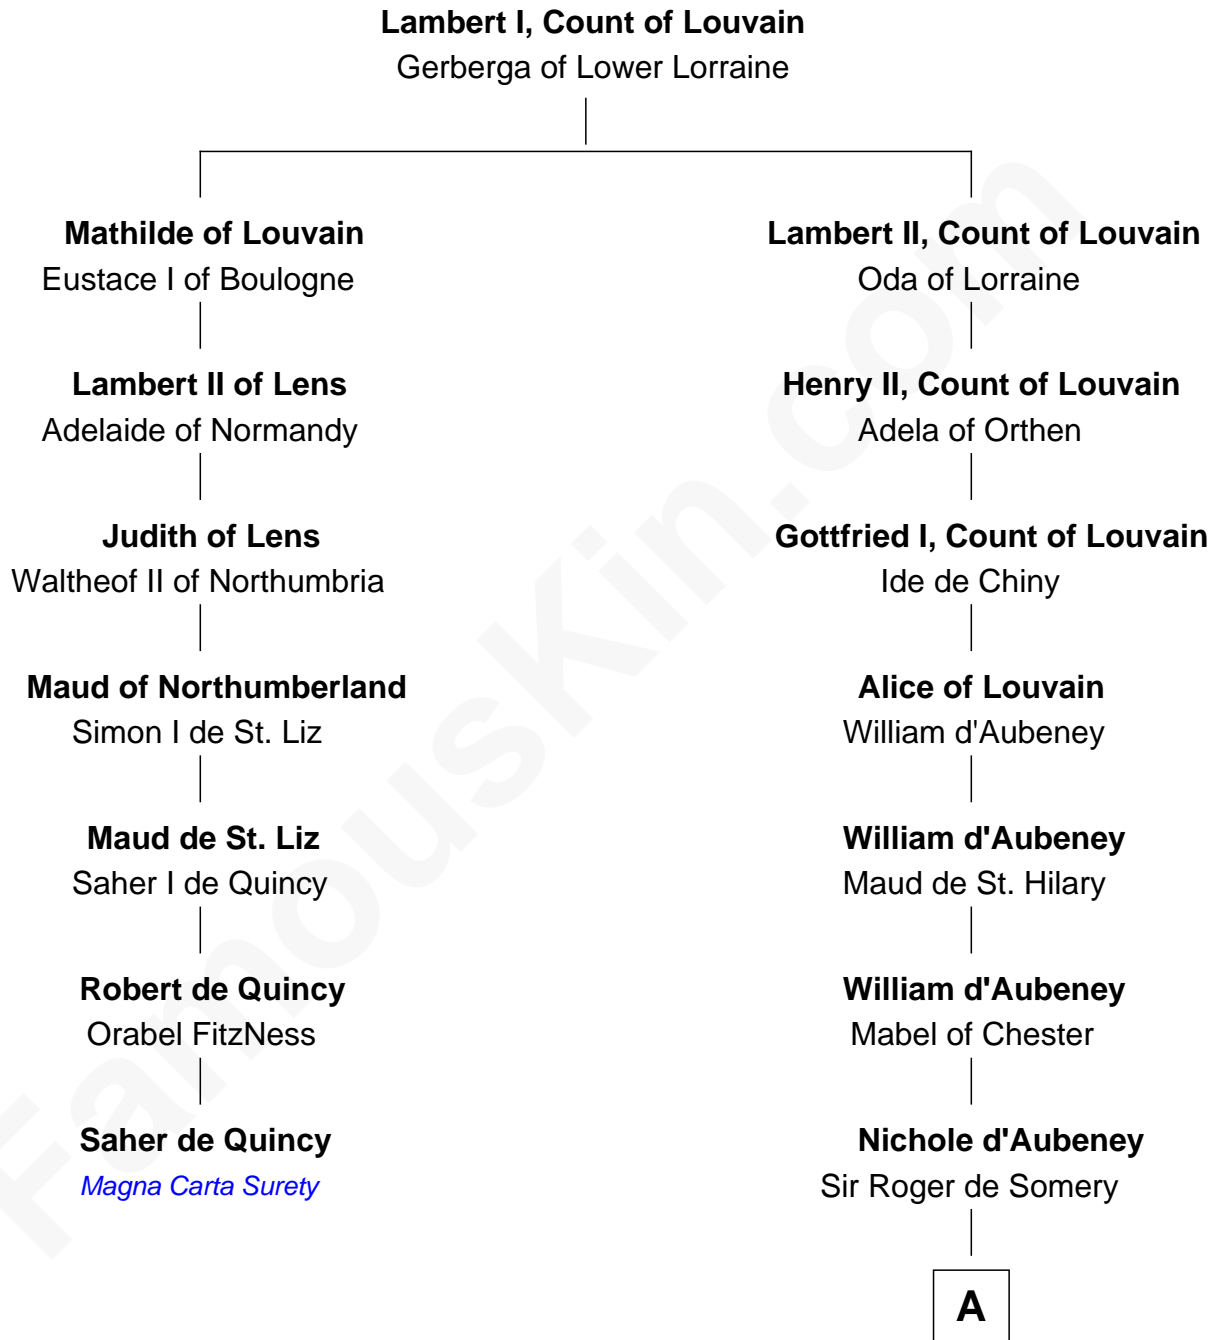 Lambert I, Count of Louvain
Gerberga of Lower Lorraine
Mathilde of Louvain
Eustace I of Boulogne
Lambert II of Lens
Adelaide of Normandy
Judith of Lens
Waltheof II of Northumbria
Maud of Northumberland
Simon I de St. Liz
Maud de St. Liz
Saher I de Quincy
Robert de Quincy
Orabel FitzNess
Saher de Quincy
Magna Carta Surety
Lambert II, Count of Louvain
Oda of Lorraine
Henry II, Count of Louvain
Adela of Orthen
Gottfried I, Count of Louvain
Ide de Chiny
Alice of Louvain
William d'Aubeney
William d'Aubeney
Maud de St. Hilary
William d'Aubeney
Mabel of Chester
Nichole d'Aubeney
Sir Roger de Somery
A
FamousKin.com